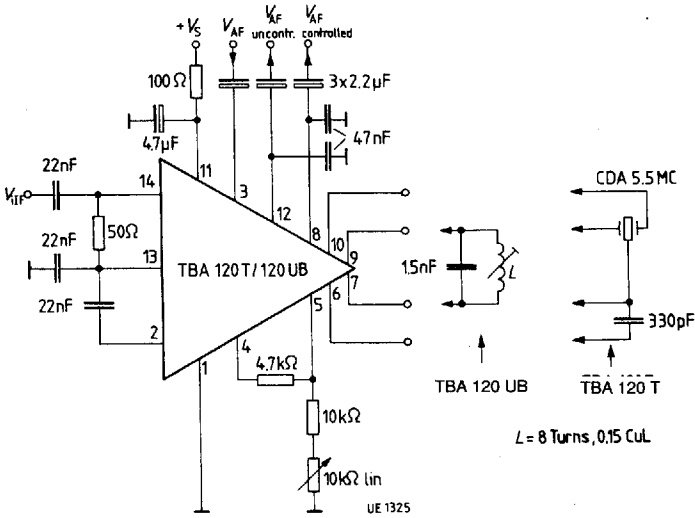 +V_S V_AF V_AF uncontr. V_AF controlled
100Ω
3x2.2µF
4.7µF
47nF
22nF
V_iIF
50Ω
22nF
22nF
14
13
2
11
3
12
8
10
9
7
6
5
4
1
TBA 120 T/120 UB
4.7kΩ
10kΩ
10kΩ lin
1.5nF
L
CDA 5.5 MC
330pF
TBA 120 UB
TBA 120 T
L = 8 Turns, 0.15 CuL
UE 1325